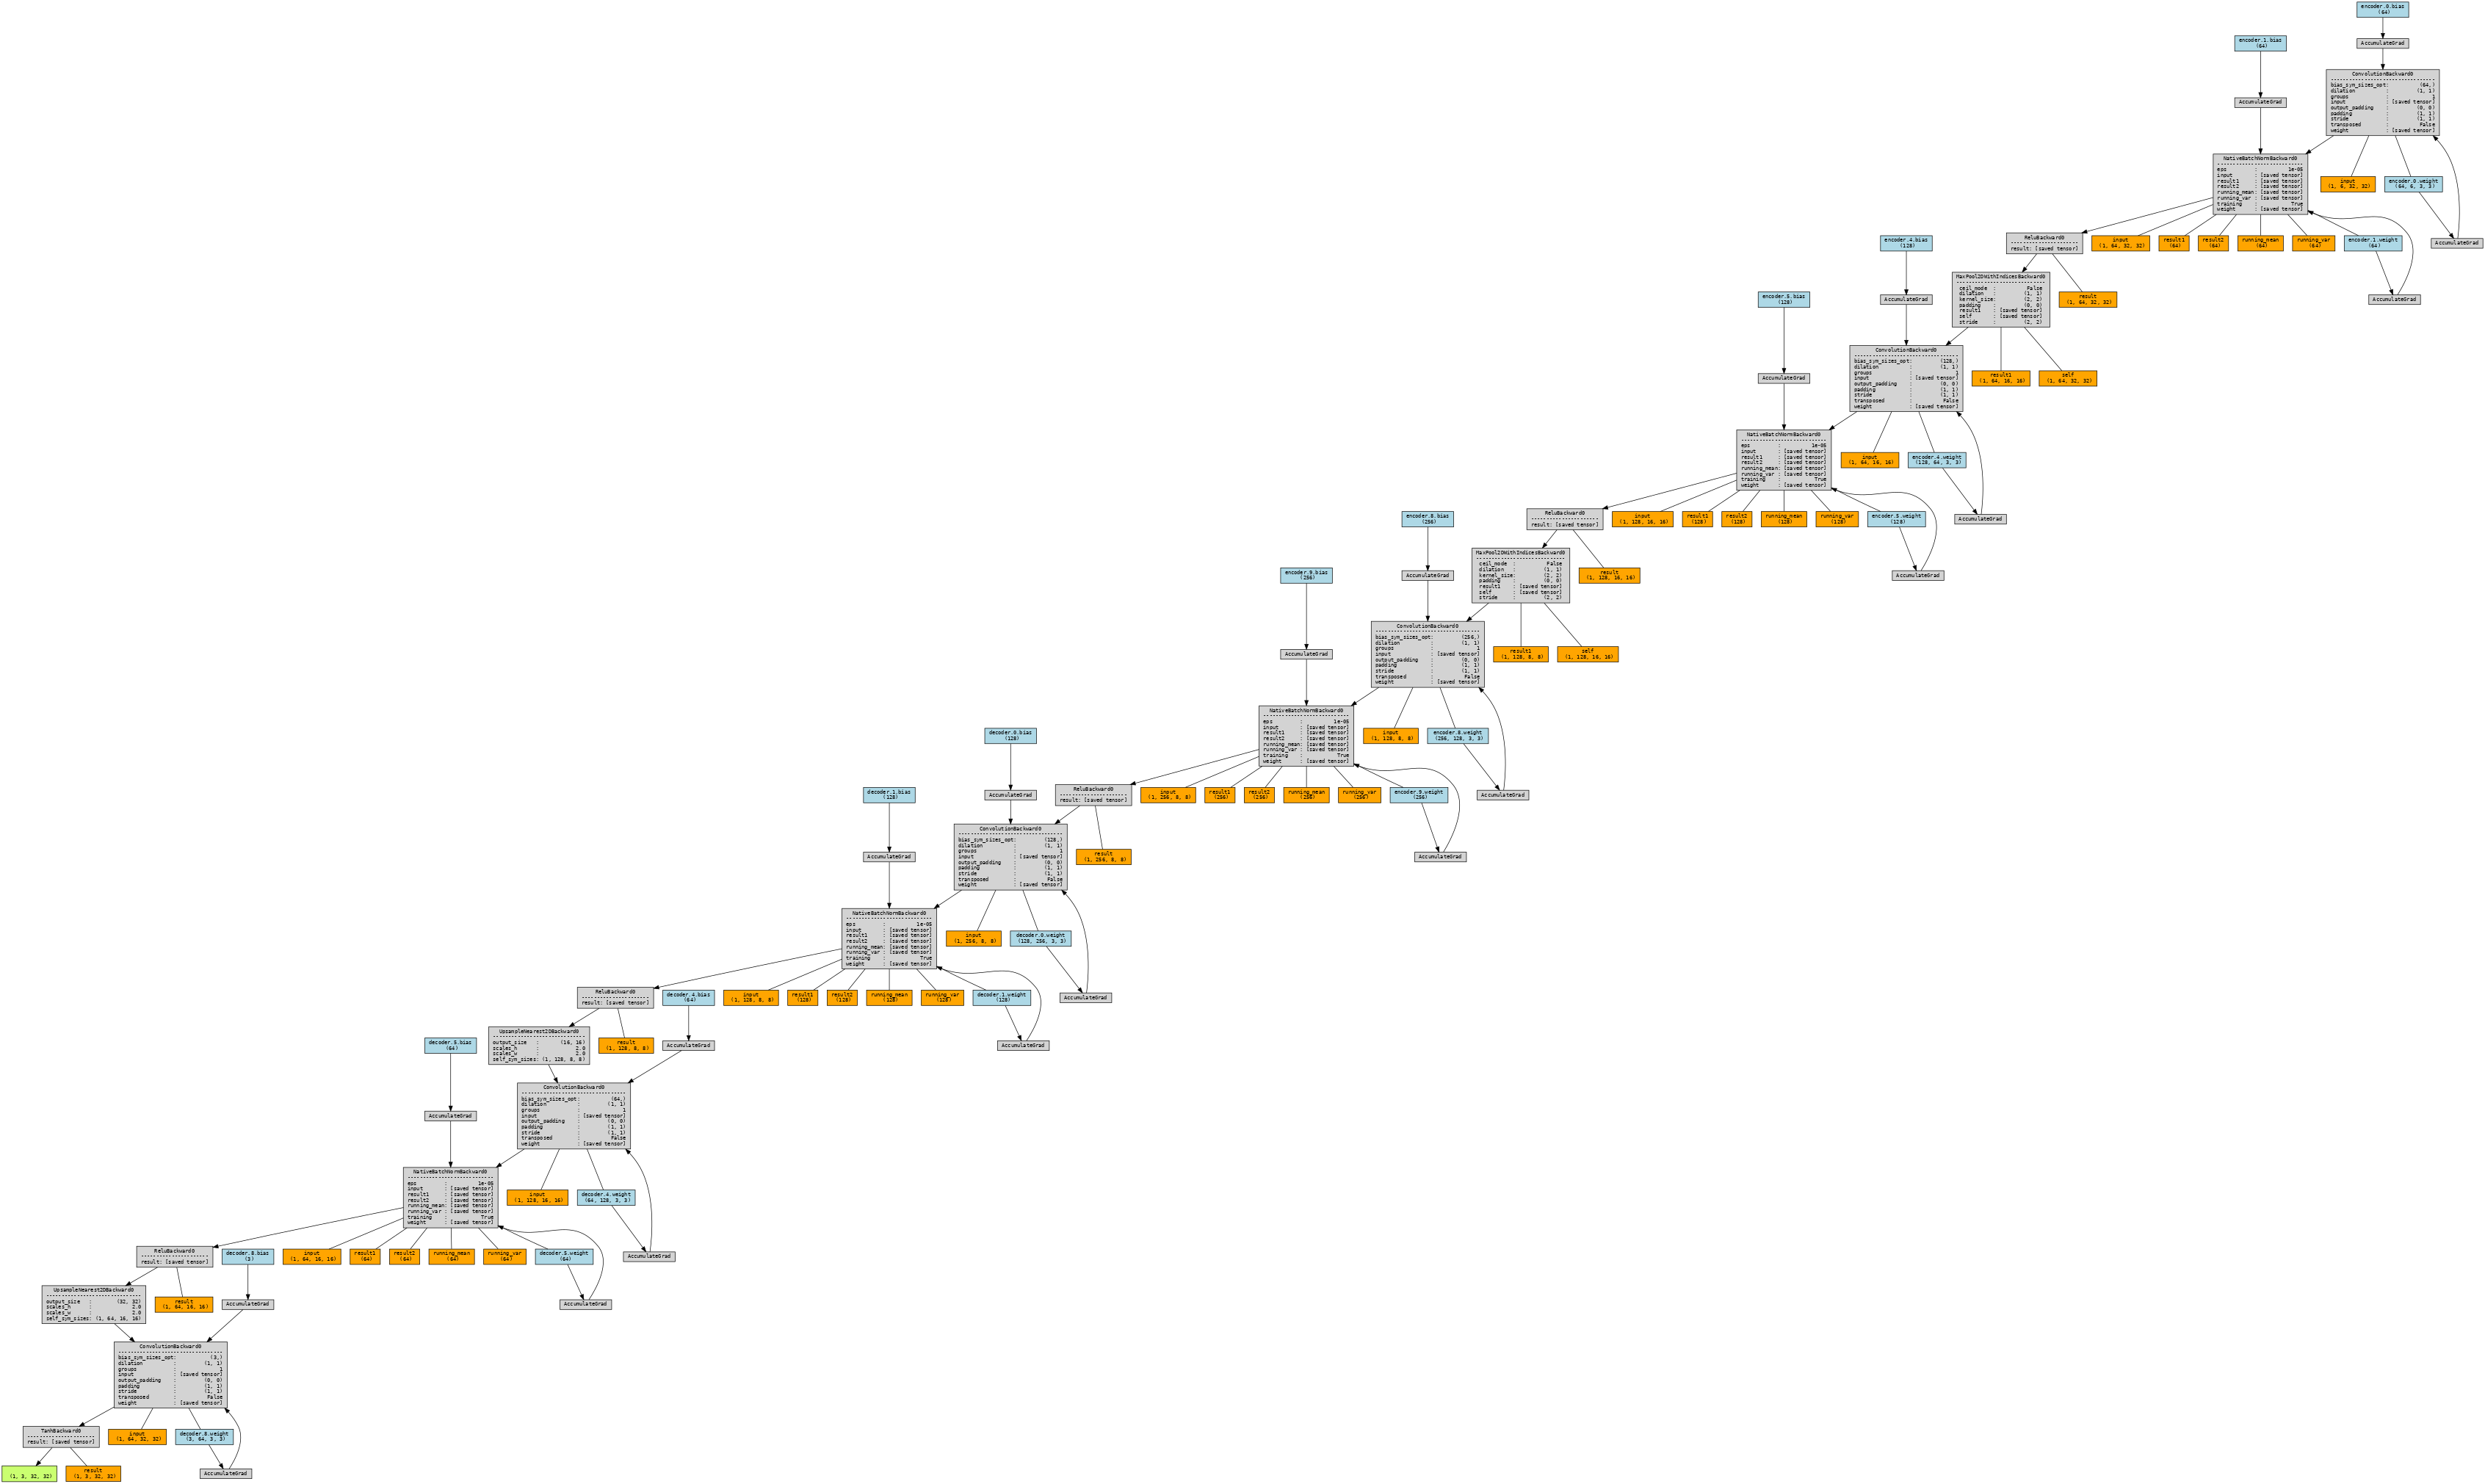 encoder.0.bias
(64)
AccumulateGrad
encoder.1.bias
(64)
AccumulateGrad
ConvolutionBackward0
----------------------------------
bias_sym_sizes_opt: (64,)
dilation : (1, 1)
groups : 1
input : [saved tensor]
output_padding : (0, 0)
padding : (1, 1)
stride : (1, 1)
transposed : False
weight : [saved tensor]
NativeBatchNormBackward0
----------------------------
eps : 1e-05
input : [saved tensor]
result1 : [saved tensor]
result2 : [saved tensor]
running_mean: [saved tensor]
running_var : [saved tensor]
training : True
weight : [saved tensor]
input
(1, 6, 32, 32)
encoder.0.weight
(64, 6, 3, 3)
AccumulateGrad
ReluBackward0
----------------------
result: [saved tensor]
input
(1, 64, 32, 32)
result1
(64)
result2
(64)
running_mean
(64)
running_var
(64)
encoder.1.weight
(64)
AccumulateGrad
encoder.4.bias
(128)
AccumulateGrad
MaxPool2DWithIndicesBackward0
-----------------------------
ceil_mode : False
dilation : (1, 1)
kernel_size: (2, 2)
padding : (0, 0)
result1 : [saved tensor]
self : [saved tensor]
stride : (2, 2)
result
(1, 64, 32, 32)
encoder.5.bias
(128)
AccumulateGrad
ConvolutionBackward0
----------------------------------
bias_sym_sizes_opt: (128,)
dilation : (1, 1)
groups : 1
input : [saved tensor]
output_padding : (0, 0)
padding : (1, 1)
stride : (1, 1)
transposed : False
weight : [saved tensor]
result1
(1, 64, 16, 16)
self
(1, 64, 32, 32)
NativeBatchNormBackward0
----------------------------
eps : 1e-05
input : [saved tensor]
result1 : [saved tensor]
result2 : [saved tensor]
running_mean: [saved tensor]
running_var : [saved tensor]
training : True
weight : [saved tensor]
input
(1, 64, 16, 16)
encoder.4.weight
(128, 64, 3, 3)
AccumulateGrad
ReluBackward0
----------------------
result: [saved tensor]
input
(1, 128, 16, 16)
result1
(128)
result2
(128)
running_mean
(128)
running_var
(128)
encoder.5.weight
(128)
AccumulateGrad
encoder.8.bias
(256)
AccumulateGrad
MaxPool2DWithIndicesBackward0
-----------------------------
ceil_mode : False
dilation : (1, 1)
kernel_size: (2, 2)
padding : (0, 0)
result1 : [saved tensor]
self : [saved tensor]
stride : (2, 2)
result
(1, 128, 16, 16)
encoder.9.bias
(256)
AccumulateGrad
ConvolutionBackward0
----------------------------------
bias_sym_sizes_opt: (256,)
dilation : (1, 1)
groups : 1
input : [saved tensor]
output_padding : (0, 0)
padding : (1, 1)
stride : (1, 1)
transposed : False
weight : [saved tensor]
result1
(1, 128, 8, 8)
self
(1, 128, 16, 16)
NativeBatchNormBackward0
----------------------------
eps : 1e-05
input : [saved tensor]
result1 : [saved tensor]
result2 : [saved tensor]
running_mean: [saved tensor]
running_var : [saved tensor]
training : True
weight : [saved tensor]
input
(1, 128, 8, 8)
encoder.8.weight
(256, 128, 3, 3)
AccumulateGrad
ReluBackward0
----------------------
result: [saved tensor]
input
(1, 256, 8, 8)
result1
(256)
result2
(256)
running_mean
(256)
running_var
(256)
encoder.9.weight
(256)
AccumulateGrad
decoder.0.bias
(128)
AccumulateGrad
decoder.1.bias
(128)
AccumulateGrad
ConvolutionBackward0
----------------------------------
bias_sym_sizes_opt: (128,)
dilation : (1, 1)
groups : 1
input : [saved tensor]
output_padding : (0, 0)
padding : (1, 1)
stride : (1, 1)
transposed : False
weight : [saved tensor]
result
(1, 256, 8, 8)
NativeBatchNormBackward0
----------------------------
eps : 1e-05
input : [saved tensor]
result1 : [saved tensor]
result2 : [saved tensor]
running_mean: [saved tensor]
running_var : [saved tensor]
training : True
weight : [saved tensor]
input
(1, 256, 8, 8)
decoder.0.weight
(128, 256, 3, 3)
AccumulateGrad
ReluBackward0
----------------------
result: [saved tensor]
decoder.4.bias
(64)
input
(1, 128, 8, 8)
result1
(128)
result2
(128)
running_mean
(128)
running_var
(128)
decoder.1.weight
(128)
AccumulateGrad
UpsampleNearest2DBackward0
------------------------------
output_size : (16, 16)
scales_h : 2.0
scales_w : 2.0
self_sym_sizes: (1, 128, 8, 8)
result
(1, 128, 8, 8)
AccumulateGrad
decoder.5.bias
(64)
AccumulateGrad
ConvolutionBackward0
----------------------------------
bias_sym_sizes_opt: (64,)
dilation : (1, 1)
groups : 1
input : [saved tensor]
output_padding : (0, 0)
padding : (1, 1)
stride : (1, 1)
transposed : False
weight : [saved tensor]
NativeBatchNormBackward0
----------------------------
eps : 1e-05
input : [saved tensor]
result1 : [saved tensor]
result2 : [saved tensor]
running_mean: [saved tensor]
running_var : [saved tensor]
training : True
weight : [saved tensor]
input
(1, 128, 16, 16)
decoder.4.weight
(64, 128, 3, 3)
AccumulateGrad
ReluBackward0
----------------------
result: [saved tensor]
decoder.8.bias
(3)
input
(1, 64, 16, 16)
result1
(64)
result2
(64)
running_mean
(64)
running_var
(64)
decoder.5.weight
(64)
AccumulateGrad
UpsampleNearest2DBackward0
-------------------------------
output_size : (32, 32)
scales_h : 2.0
scales_w : 2.0
self_sym_sizes: (1, 64, 16, 16)
result
(1, 64, 16, 16)
AccumulateGrad
ConvolutionBackward0
----------------------------------
bias_sym_sizes_opt: (3,)
dilation : (1, 1)
groups : 1
input : [saved tensor]
output_padding : (0, 0)
padding : (1, 1)
stride : (1, 1)
transposed : False
weight : [saved tensor]
TanhBackward0
----------------------
result: [saved tensor]
input
(1, 64, 32, 32)
decoder.8.weight
(3, 64, 3, 3)
AccumulateGrad
(1, 3, 32, 32)
result
(1, 3, 32, 32)